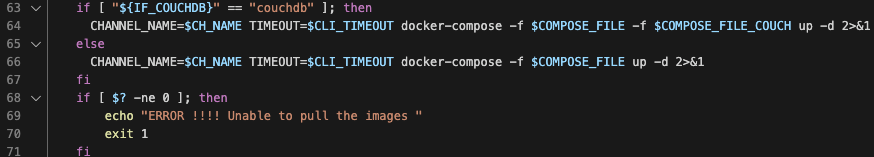 63 if [ "${IF_COUCHDB}" == "couchdb" ]; then
64 CHANNEL_NAME=$CH_NAME TIMEOUT=$CLI_TIMEOUT docker-compose -f $COMPOSE_FILE -f $COMPOSE_FILE_COUCH up -d 2>&1
65 else
66 CHANNEL_NAME=$CH_NAME TIMEOUT=$CLI_TIMEOUT docker-compose -f $COMPOSE_FILE up -d 2>&1
67 fi
68 if [ $? -ne 0 ]; then
69 echo "ERROR !!!! Unable to pull the images "
70 exit 1
71 fi